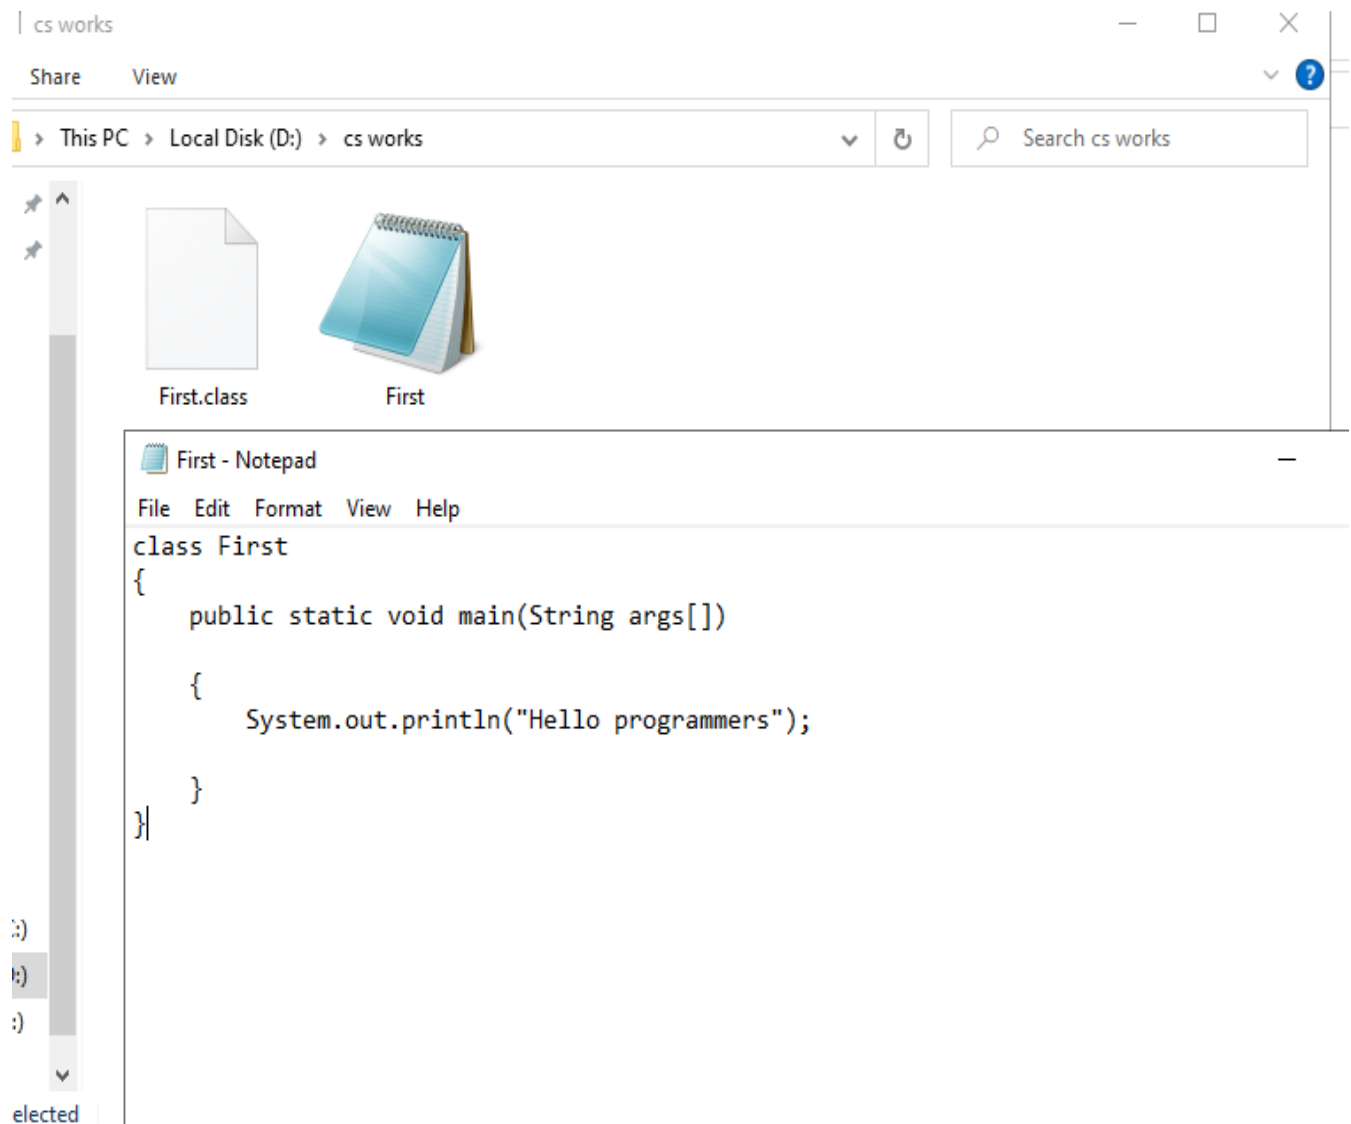 cs works
Share View
This PC > Local Disk (D:) > cs works
Search cs works
First.class
First
First - Notepad
File Edit Format View Help
class First
{
    public static void main(String args[])
    {
        System.out.println("Hello programmers");
    }
}
:)
:)
:)
elected